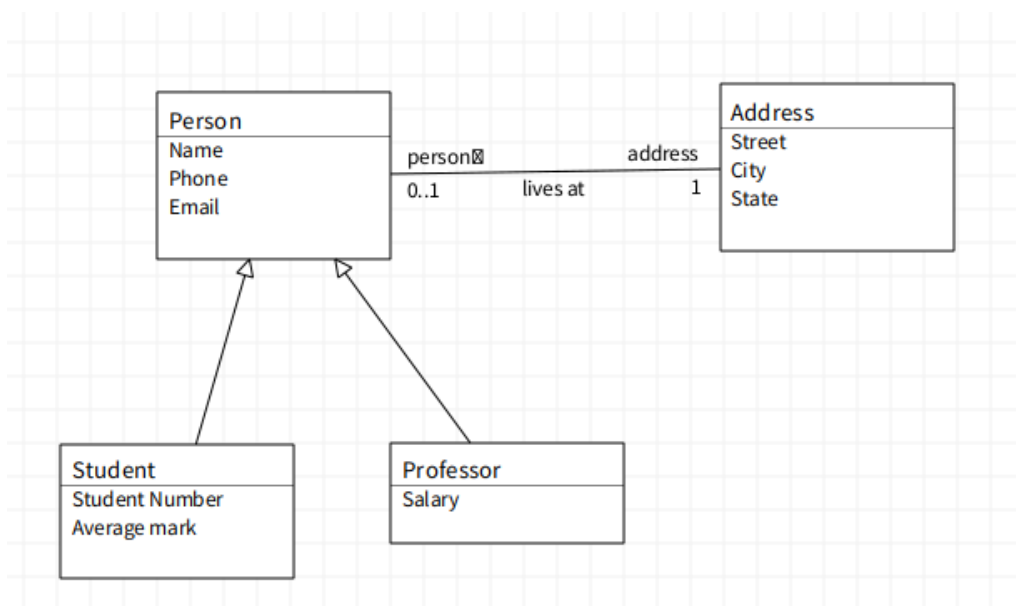 Person
Name
Phone
Email
person
0..1
lives at
address
1
Address
Street
City
State
Student
Student Number
Average mark
Professor
Salary